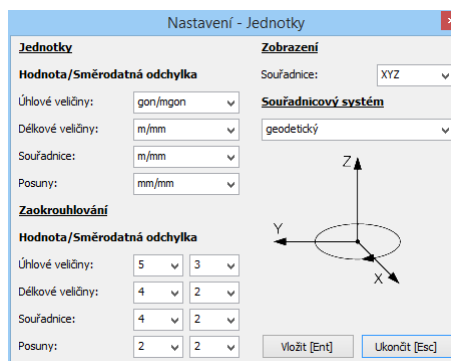 Nastavení - Jednotky
Jednotky
Hodnota/Směrodatná odchylka
Úhlové veličiny: gon/mgon
Délkové veličiny: m/mm
Souřadnice: m/mm
Posuny: mm/mm
Zaokrouhlování
Hodnota/Směrodatná odchylka
Úhlové veličiny: 5 3
Délkové veličiny: 4 2
Souřadnice: 4 2
Posuny: 2 2
Zobrazení
Souřadnice: XYZ
Souřadnicový systém
geodetický
Z
Y
X
Vložit [Ent] Ukončit [Esc]